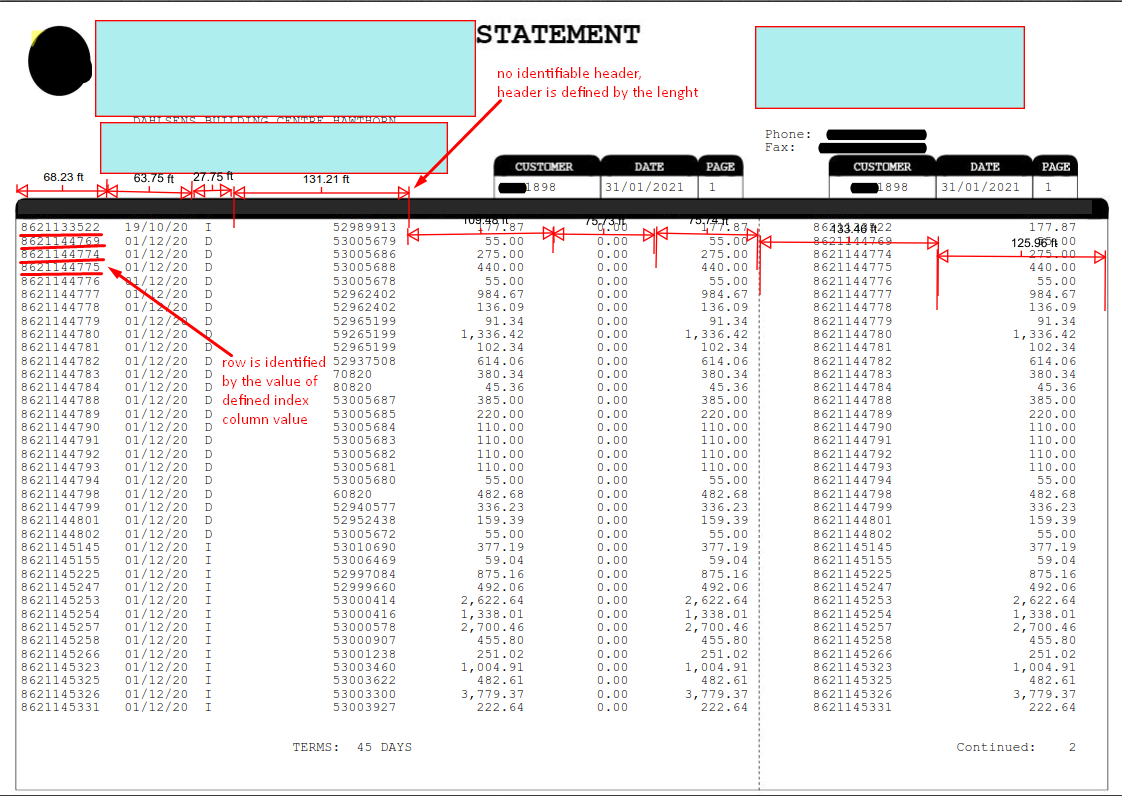 STATEMENT
no identifiable header,
header is defined by the lenght
DAHLSENS BUILDING CENTRE HAWTHORN
Phone:
Fax:
CUSTOMER DATE PAGE CUSTOMER DATE PAGE
68.23 ft 63.75 ft 27.75 ft 131.21 ft
1898 31/01/2021 1 1898 31/01/2021 1
109.48 ft 75.73 ft 75.74 ft 133.46 ft 125.96 ft
8621133522 19/10/20 I 52989913 177.87 0.00 177.87 177.87
8621144769 01/12/20 D 53005679 55.00 0.00 55.00 8621144769
8621144774 01/12/20 D 53005686 275.00 0.00 275.00 8621144774 275.00
8621144775 01/12/20 D 53005688 440.00 0.00 440.00 8621144775 440.00
8621144776 01/12/20 D 53005678 55.00 0.00 55.00 8621144776 55.00
8621144777 01/12/20 D 52962402 984.67 0.00 984.67 8621144777 984.67
8621144778 01/12/20 D 52962402 136.09 0.00 136.09 8621144778 136.09
8621144779 01/12/20 D 52965199 91.34 0.00 91.34 8621144779 91.34
8621144780 01/12/20 D 59265199 1,336.42 0.00 1,336.42 8621144780 1,336.42
8621144781 01/12/20 D 52965199 102.34 0.00 102.34 8621144781 102.34
8621144782 01/12/20 D 52937508 614.06 0.00 614.06 8621144782 614.06
8621144783 01/12/20 D 70820 380.34 0.00 380.34 8621144783 380.34
8621144784 01/12/20 D 80820 45.36 0.00 45.36 8621144784 45.36
8621144788 01/12/20 D 53005687 385.00 0.00 385.00 8621144788 385.00
8621144789 01/12/20 D 53005685 220.00 0.00 220.00 8621144789 220.00
8621144790 01/12/20 D 53005684 110.00 0.00 110.00 8621144790 110.00
8621144791 01/12/20 D 53005683 110.00 0.00 110.00 8621144791 110.00
8621144792 01/12/20 D 53005682 110.00 0.00 110.00 8621144792 110.00
8621144793 01/12/20 D 53005681 110.00 0.00 110.00 8621144793 110.00
8621144794 01/12/20 D 53005680 55.00 0.00 55.00 8621144794 55.00
8621144798 01/12/20 D 60820 482.68 0.00 482.68 8621144798 482.68
8621144799 01/12/20 D 52940577 336.23 0.00 336.23 8621144799 336.23
8621144801 01/12/20 D 52952438 159.39 0.00 159.39 8621144801 159.39
8621144802 01/12/20 D 53005672 55.00 0.00 55.00 8621144802 55.00
8621145145 01/12/20 I 53010690 377.19 0.00 377.19 8621145145 377.19
8621145155 01/12/20 I 53006469 59.04 0.00 59.04 8621145155 59.04
8621145225 01/12/20 I 52997084 875.16 0.00 875.16 8621145225 875.16
8621145247 01/12/20 I 52999660 492.06 0.00 492.06 8621145247 492.06
8621145253 01/12/20 I 53000414 2,622.64 0.00 2,622.64 8621145253 2,622.64
8621145254 01/12/20 I 53000416 1,338.01 0.00 1,338.01 8621145254 1,338.01
8621145257 01/12/20 I 53000578 2,700.46 0.00 2,700.46 8621145257 2,700.46
8621145258 01/12/20 I 53000907 455.80 0.00 455.80 8621145258 455.80
8621145266 01/12/20 I 53001238 251.02 0.00 251.02 8621145266 251.02
8621145323 01/12/20 I 53003460 1,004.91 0.00 1,004.91 8621145323 1,004.91
8621145325 01/12/20 I 53003622 482.61 0.00 482.61 8621145325 482.61
8621145326 01/12/20 I 53003300 3,779.37 0.00 3,779.37 8621145326 3,779.37
8621145331 01/12/20 I 53003927 222.64 0.00 222.64 8621145331 222.64
row is identified
by the value of
defined index
column value
TERMS: 45 DAYS Continued: 2